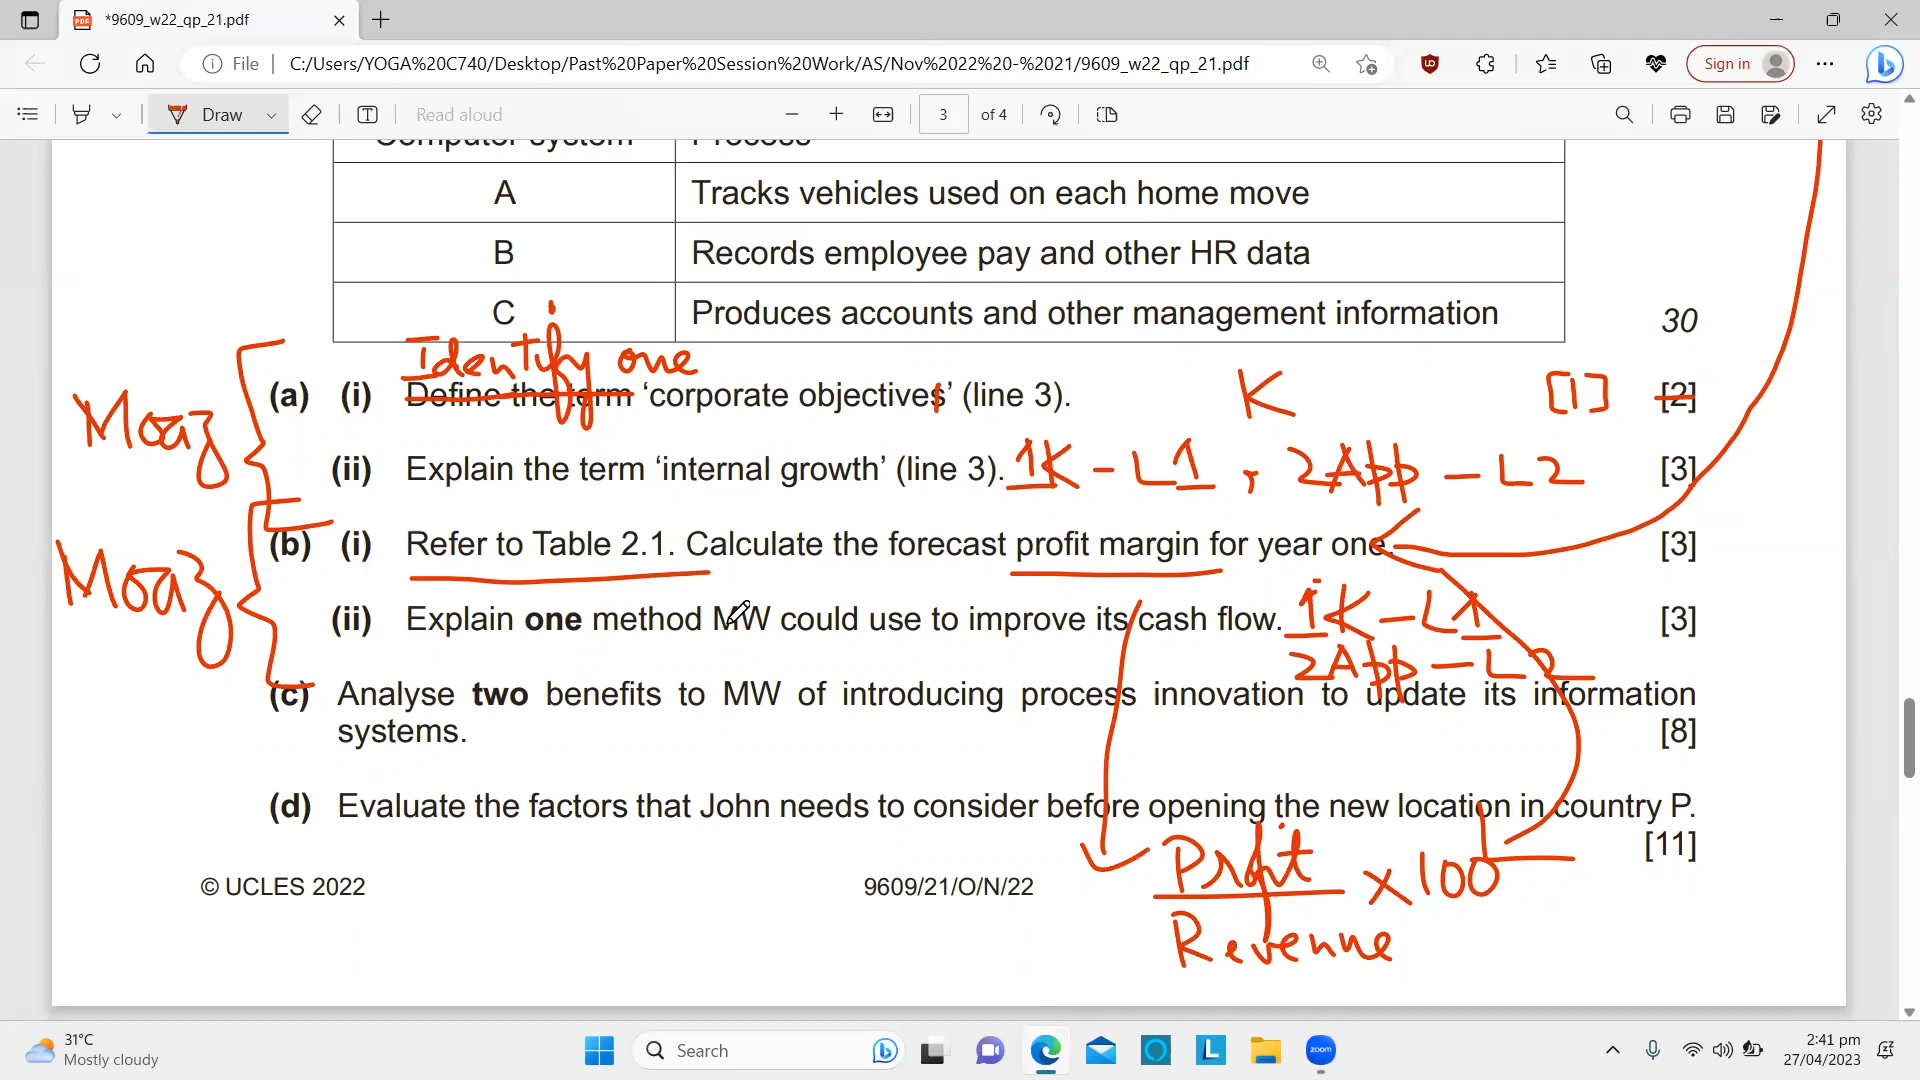 *9609_w22_qp_21.pdf
File
C:/Users/YOGA%20C740/Desktop/Past%20Paper%20Session%20Work/AS/Nov%2022%20-%2021/9609_w22_qp_21.pdf
Sign in
Draw
Read aloud
3 of 4
Computer system Process
A Tracks vehicles used on each home move
B Records employee pay and other HR data
C Produces accounts and other management information
30
Identify one
(a) (i) Define the term ‘corporate objectives’ (line 3). K [1] [2]
Moaz
(ii) Explain the term ‘internal growth’ (line 3). 1K - L1, 2App - L2 [3]
(b) (i) Refer to Table 2.1. Calculate the forecast profit margin for year one. [3]
Moaz
(ii) Explain one method MW could use to improve its cash flow. 1K - L1 [3]
2App - L2
(c) Analyse two benefits to MW of introducing process innovation to update its information
systems. [8]
(d) Evaluate the factors that John needs to consider before opening the new location in country P.
[11]
Profit
x 100
Revenue
© UCLES 2022 9609/21/O/N/22
31°C
Mostly cloudy
Search
zoom
2:41 pm
27/04/2023